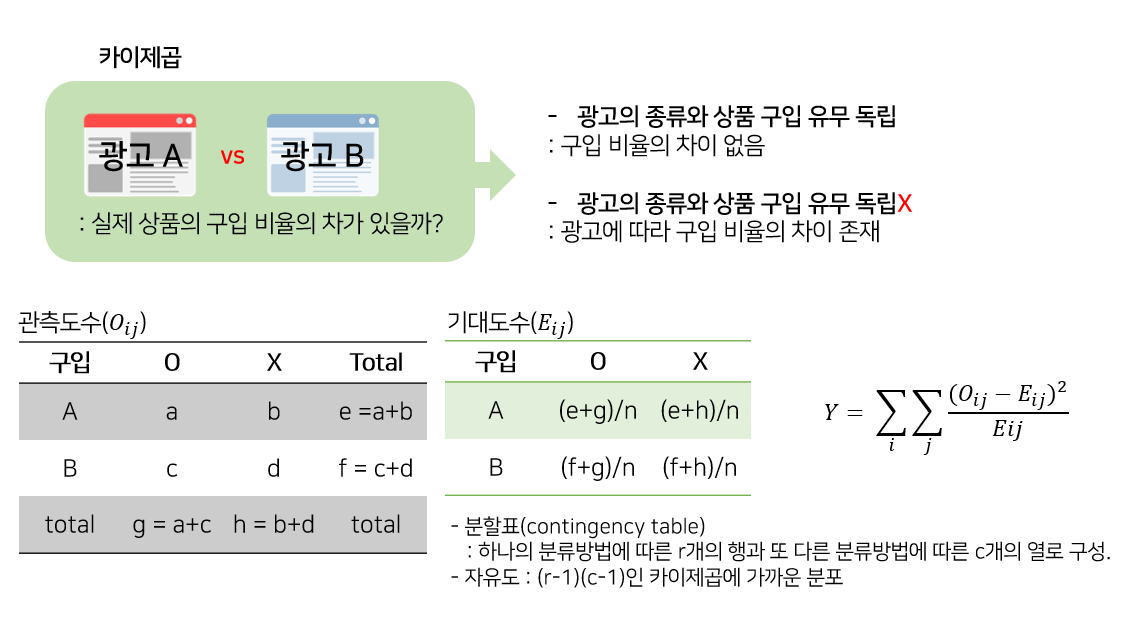 카이제곱
광고 A vs 광고 B
: 실제 상품의 구입 비율의 차가 있을까?
- 광고의 종류와 상품 구입 유무 독립
: 구입 비율의 차이 없음
- 광고의 종류와 상품 구입 유무 독립X
: 광고에 따라 구입 비율의 차이 존재
관측도수(O_{ij})
구입 O X Total
A a b e =a+b
B c d f = c+d
total g = a+c h = b+d total
기대도수(E_{ij})
구입 O X
A (e+g)/n (e+h)/n
B (f+g)/n (f+h)/n
Y = ∑_i ∑_j (O_{ij} − E_{ij})^2 / Eij
- 분할표(contingency table)
: 하나의 분류방법에 따른 r개의 행과 또 다른 분류방법에 따른 c개의 열로 구성.
- 자유도 : (r-1)(c-1)인 카이제곱에 가까운 분포